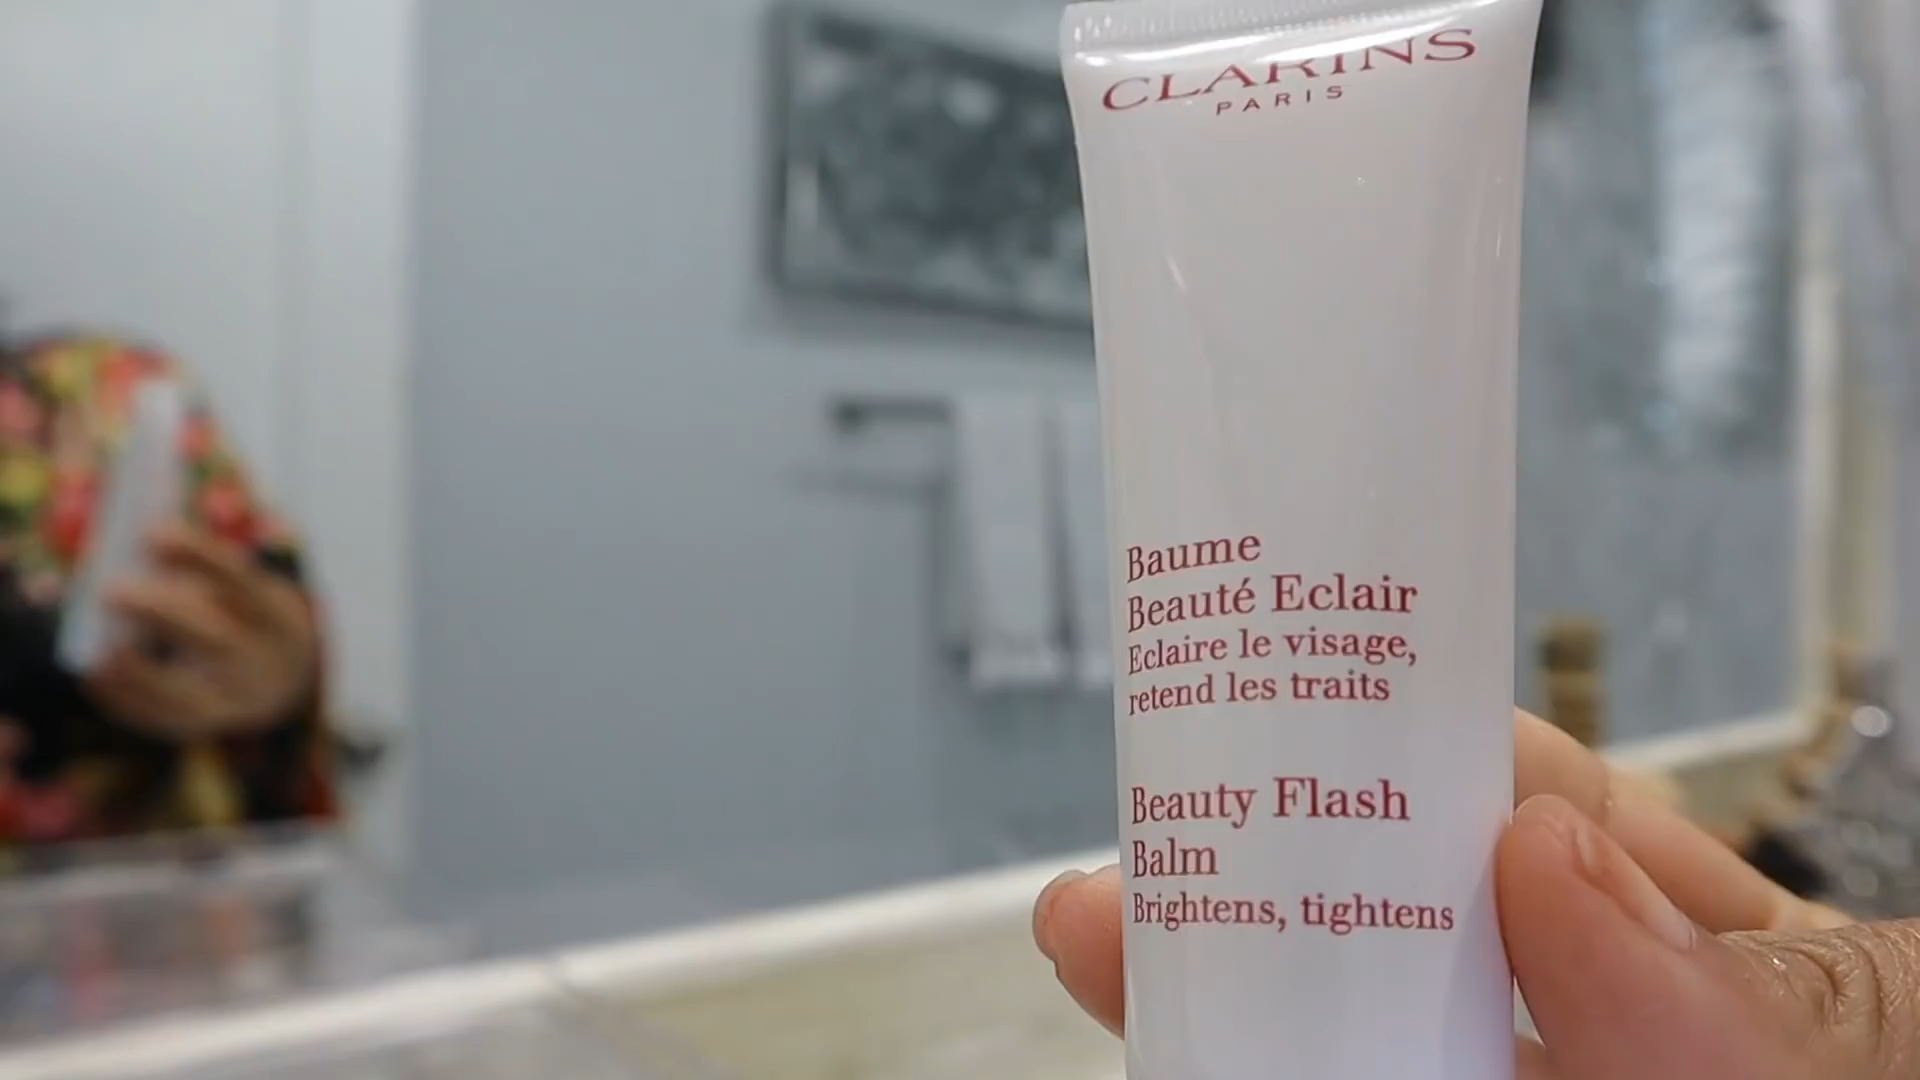 CLARINS
PARIS
Baume
Beauté Eclair
Eclaire le visage,
retend les traits
Beauty Flash
Balm
Brightens, tightens